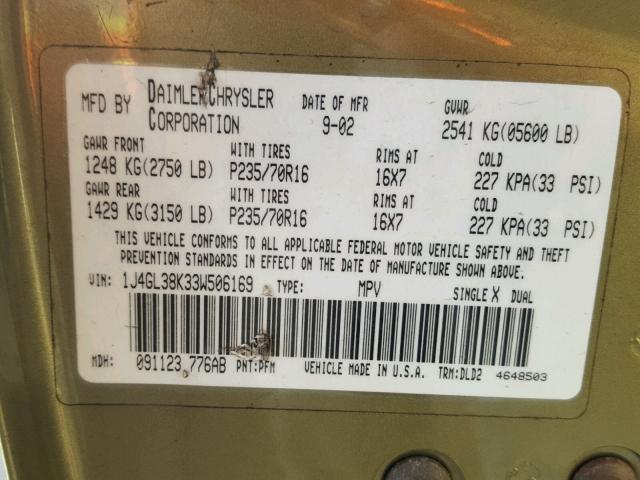 MFD BY DAIMLERCHRYSLER CORPORATION DATE OF MFR 9-02 GVWR 2541 KG(05600 LB)
GAWR FRONT WITH TIRES RIMS AT COLD
1248 KG(2750 LB) P235/70R16 16X7 227 KPA(33 PSI)
GAWR REAR WITH TIRES RIMS AT COLD
1429 KG(3150 LB) P235/70R16 16X7 227 KPA(33 PSI)
THIS VEHICLE CONFORMS TO ALL APPLICABLE FEDERAL MOTOR VEHICLE SAFETY AND THEFT
PREVENTION STANDARDS IN EFFECT ON THE DATE OF MANUFACTURE SHOWN ABOVE.
VIN: 1J4GL38K33W506169 TYPE: MPV SINGLE X DUAL
MDH: 091123 776AB PNT:PFM VEHICLE MADE IN U.S.A. TRM:DLD2 4648503